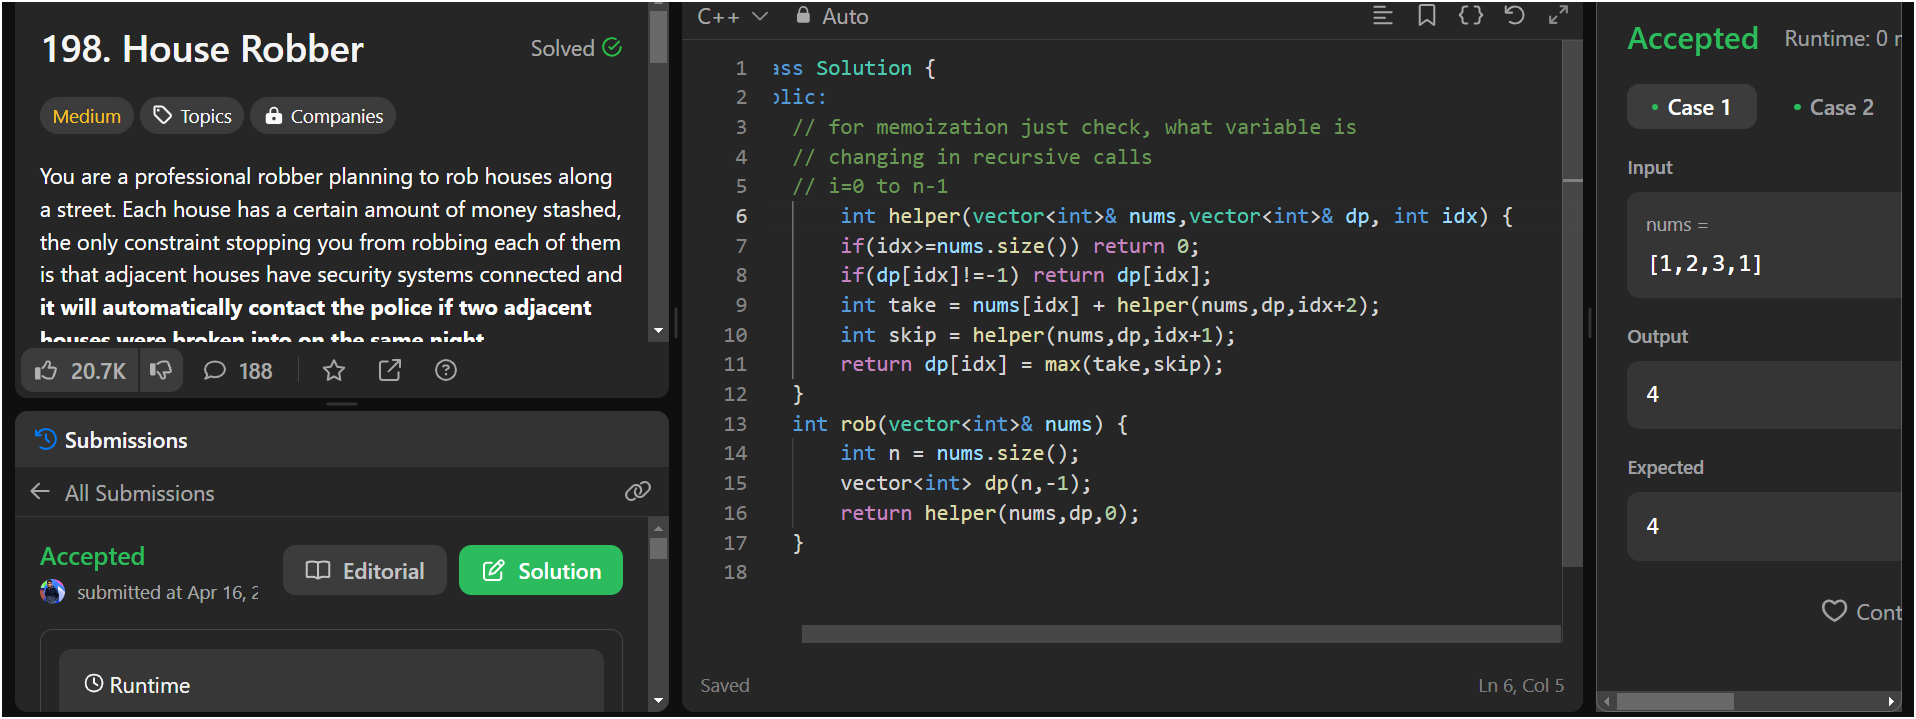 198. House Robber
Solved
Medium
Topics
Companies
You are a professional robber planning to rob houses along
a street. Each house has a certain amount of money stashed,
the only constraint stopping you from robbing each of them
is that adjacent houses have security systems connected and
it will automatically contact the police if two adjacent
houses were broken into on the same night
20.7K
188
Submissions
All Submissions
Accepted
submitted at Apr 16, 2
Editorial
Solution
Runtime
C++
Auto
1 ass Solution {
2 blic:
3 // for memoization just check, what variable is
4 // changing in recursive calls
5 // i=0 to n-1
6 int helper(vector<int>& nums,vector<int>& dp, int idx) {
7 if(idx>=nums.size()) return 0;
8 if(dp[idx]!=-1) return dp[idx];
9 int take = nums[idx] + helper(nums,dp,idx+2);
10 int skip = helper(nums,dp,idx+1);
11 return dp[idx] = max(take,skip);
12 }
13 int rob(vector<int>& nums) {
14 int n = nums.size();
15 vector<int> dp(n,-1);
16 return helper(nums,dp,0);
17 }
18
Saved
Ln 6, Col 5
Accepted
Runtime: 0 r
Case 1
Case 2
Input
nums =
[1,2,3,1]
Output
4
Expected
4
Cont